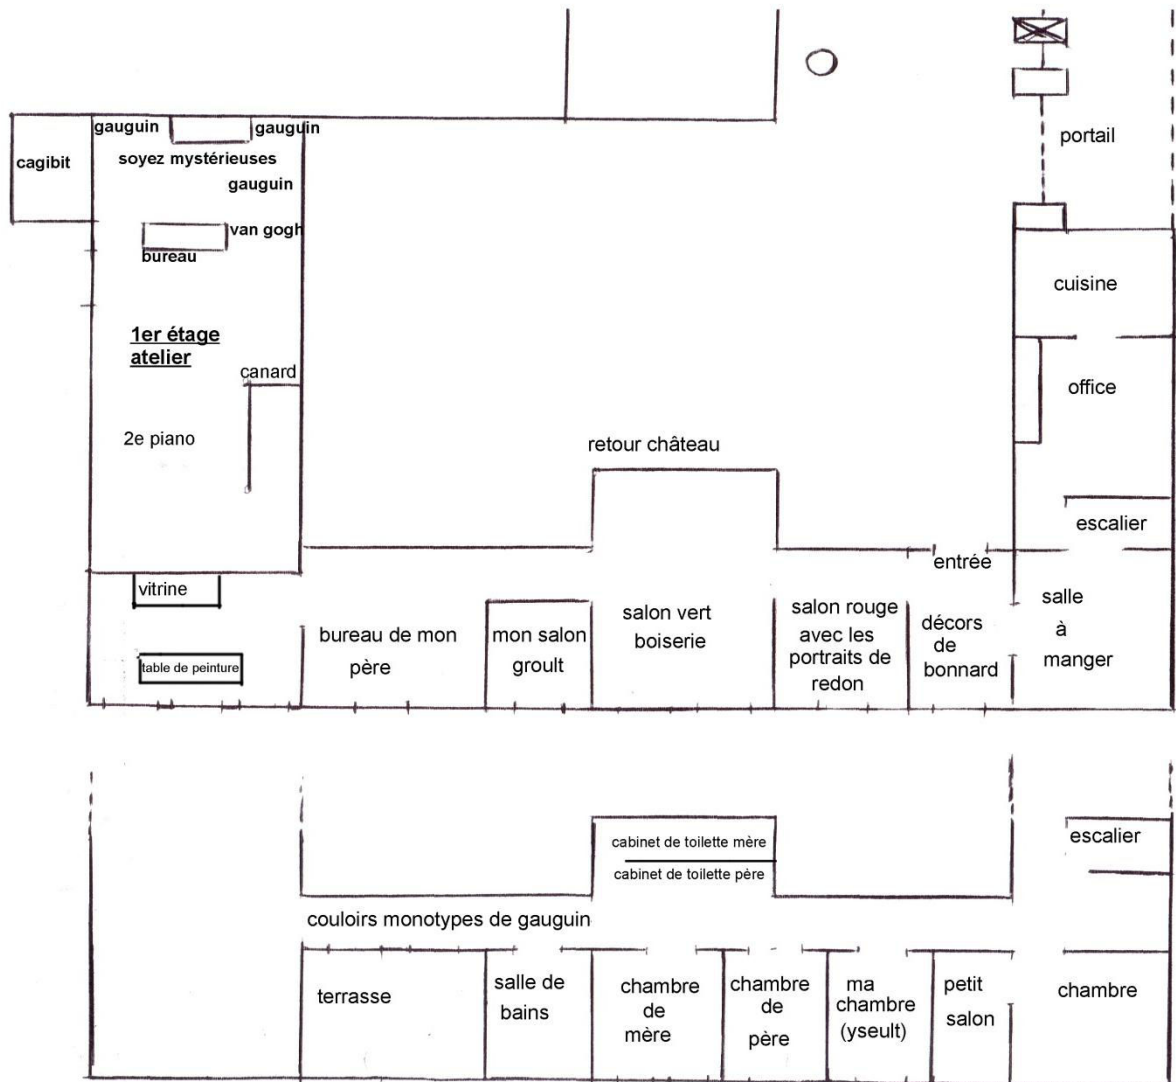 portail
gauguin
gauguin
soyez mystérieuses
gauguin
cagibit
van gogh
bureau
1er étage
atelier
canard
2e piano
cuisine
office
escalier
retour château
entrée
vitrine
table de peinture
bureau de mon
père
mon salon
groult
salon vert
boiserie
salon rouge
avec les
portraits de
redon
décors
de
bonnard
salle
à
manger
cabinet de toilette mère
cabinet de toilette père
escalier
couloirs monotypes de gauguin
terrasse
salle de
bains
chambre
de
mère
chambre
de
père
ma
chambre
(yseult)
petit
salon
chambre